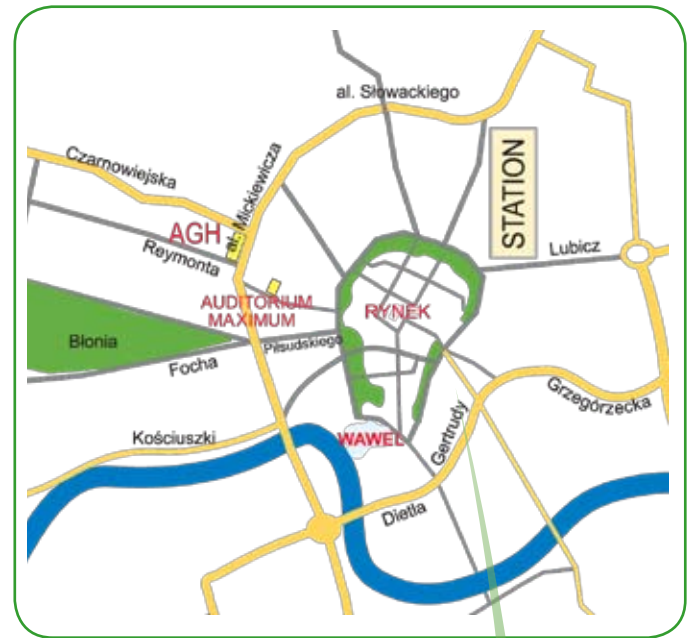 al. Słowackiego
Czarnowiejska
al. Mickiewicza
STATION
AGH
Reymonta
Lubicz
AUDITORIUM
MAXIMUM
RYNEK
Błonia
Piłsudskiego
Focha
Grzegórzecka
Gertrudy
Kościuszki
WAWEL
Dietla